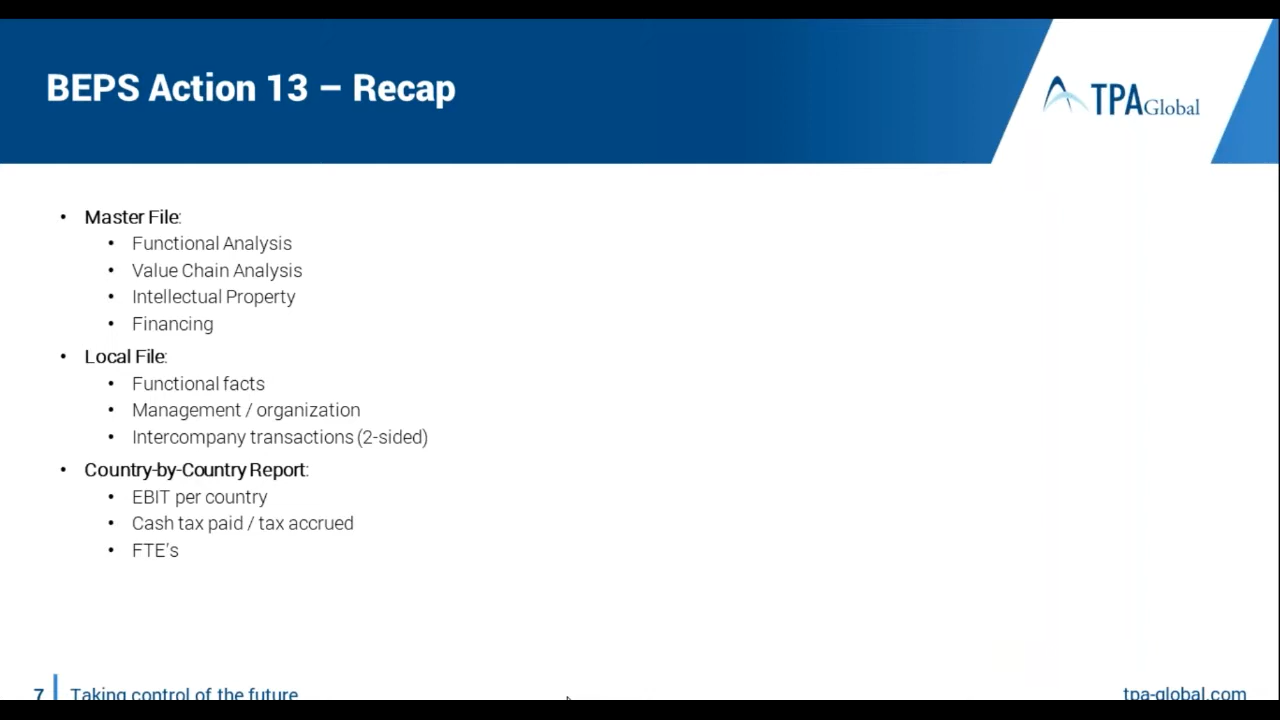 BEPS Action 13 – Recap
TPA Global
• Master File:
• Functional Analysis
• Value Chain Analysis
• Intellectual Property
• Financing
• Local File:
• Functional facts
• Management / organization
• Intercompany transactions (2-sided)
• Country-by-Country Report:
• EBIT per country
• Cash tax paid / tax accrued
• FTE's
7 Taking control of the future
tpa-global.com